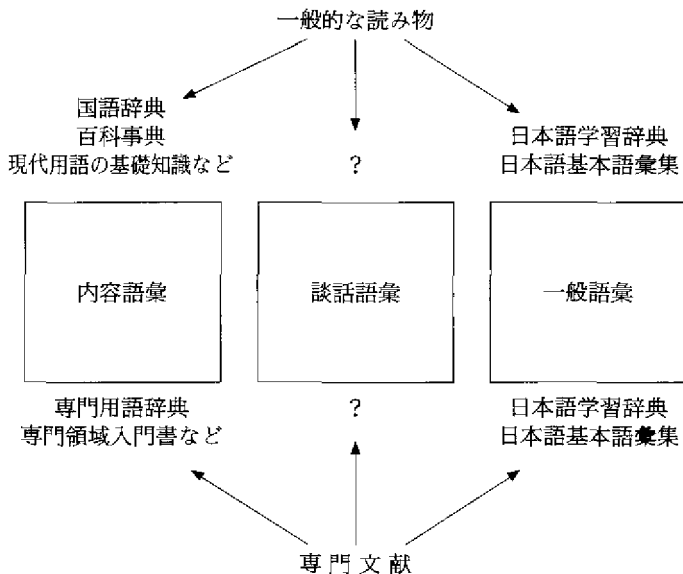 一般的な読み物
国語辞典
百科事典
現代用語の基礎知識など
?
日本語学習辞典
日本語基本語彙集
内容語彙
談話語彙
一般語彙
専門用語辞典
専門領域入門書など
?
日本語学習辞典
日本語基本語彙集
専門文献